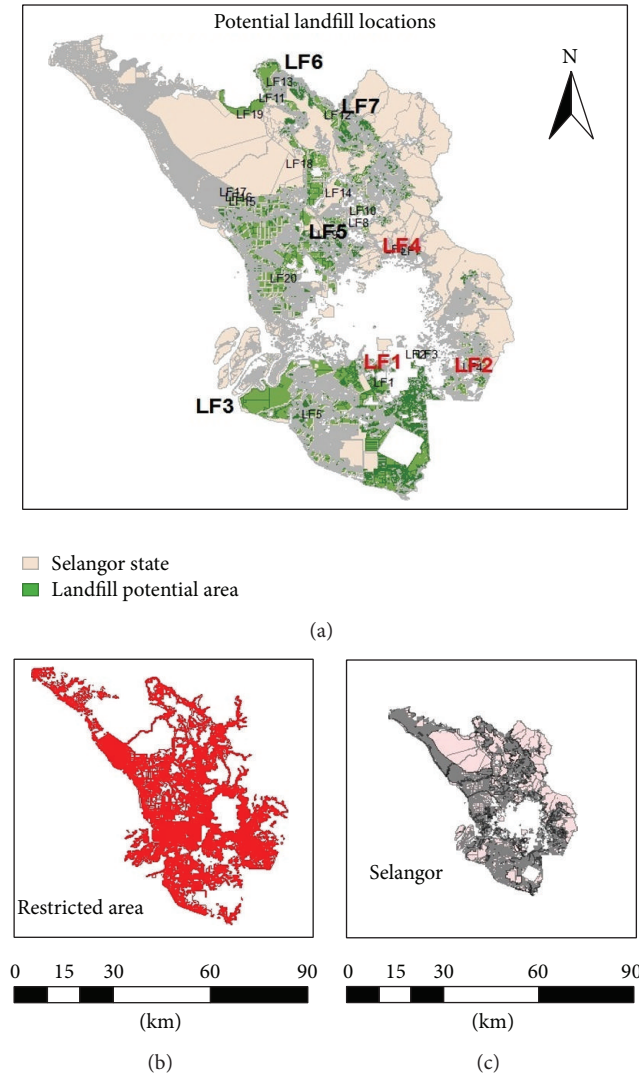 Potential landfill locations
N
LF6
LF13
LF11
LF7
LF19
LF12
LF18
LF17
LF15
LF14
LF10
LF8
LF5
LF4
LF20
LF1
LF3
LF2
LF1
LF3
LF5
Selangor state
Landfill potential area
(a)
Restricted area
Selangor
0 15 30 60 90
(km)
(b)
0 15 30 60 90
(km)
(c)